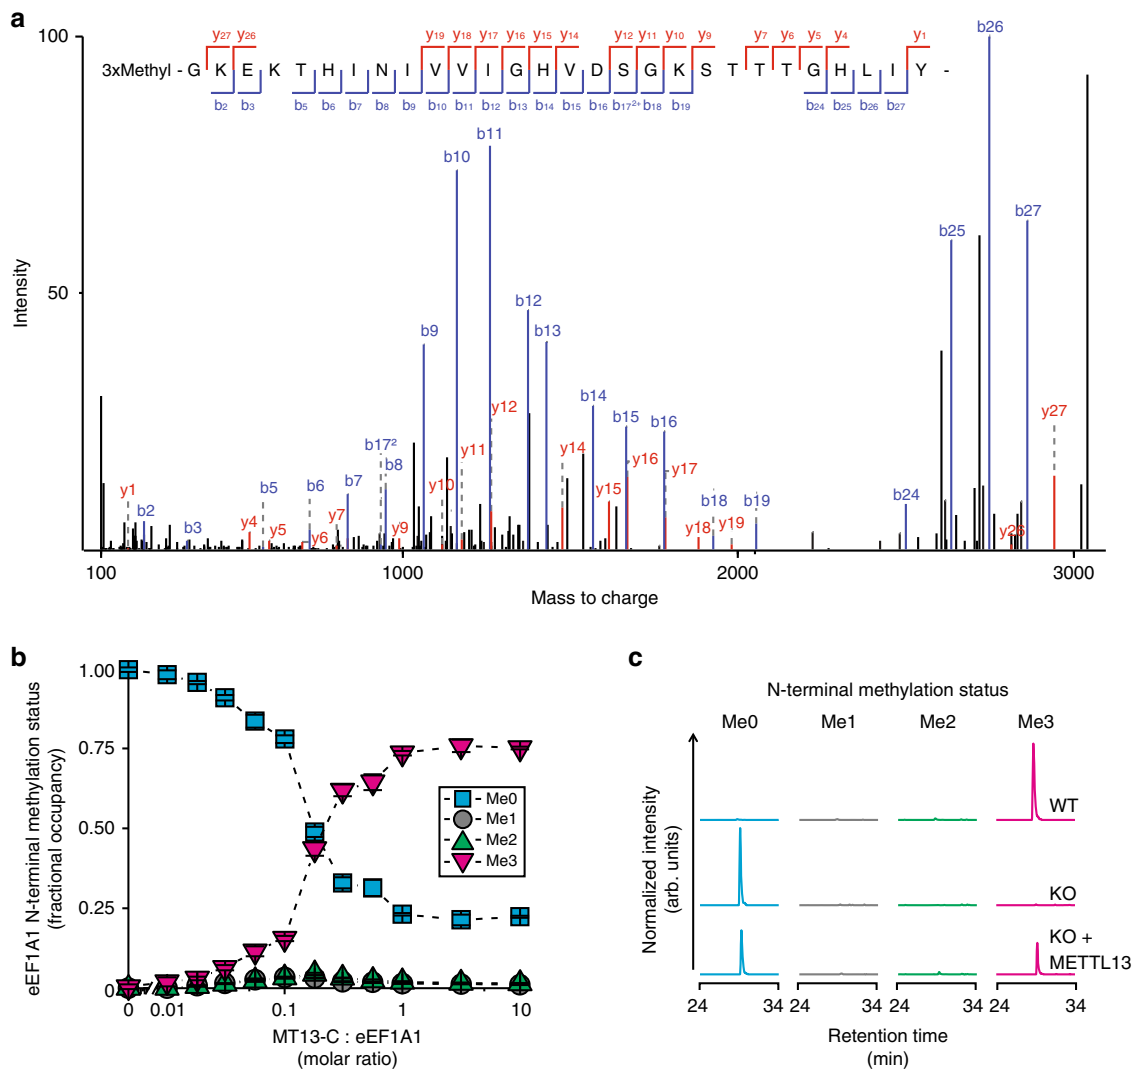 a
100
50
Intensity
y27 y26 y19 y18 y17 y16 y15 y14 y12 y11 y10 y9 y7 y6 y5 y4 y1
3xMethyl - G K E K T H I N I V V I G H V D S G K S T T T G H L I Y -
b2 b3 b5 b6 b7 b8 b9 b10 b11 b12 b13 b14 b15 b16 b17²⁺ b18 b19 b24 b25 b26 b27
b26
b11
b10
b25
b27
b12
b9
b13
b14
b15
b16
y12
y27
b17²
b8
y11
y14
y16
y17
y1
b2
b3
y4
b5
y5
b6
y6
y7
b7
y9
y10
y15
y18
b18
y19
b19
b24
y26
100 1000 2000 3000
Mass to charge
b
eEF1A1 N-terminal methylation status
(fractional occupancy)
1.00
0.75
0.50
0.25
0
Me0
Me1
Me2
Me3
0 0.01 0.1 1 10
MT13-C : eEF1A1
(molar ratio)
c
N-terminal methylation status
Me0 Me1 Me2 Me3
Normalized intensity
(arb. units)
WT
KO
KO +
METTL13
24 34 24 34 24 34 24 34
Retention time
(min)